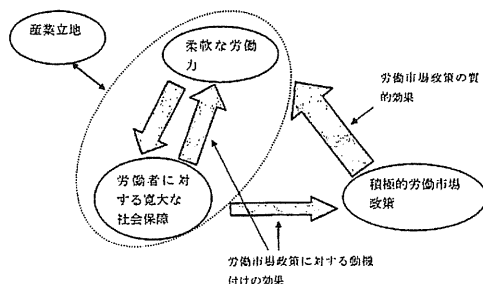 産業立地
柔軟な労働
力
労働市場政策の質
的効果
労働者に対
する寛大な
社会保障
積極的労働市場
政策
労働市場政策に対する動機
付けの効果